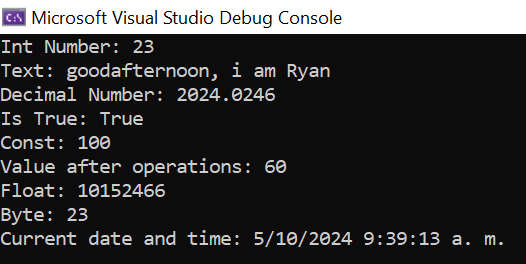 C:\ Microsoft Visual Studio Debug Console
Int Number: 23
Text: goodafternoon, i am Ryan
Decimal Number: 2024.0246
Is True: True
Const: 100
Value after operations: 60
Float: 10152466
Byte: 23
Current date and time: 5/10/2024 9:39:13 a. m.